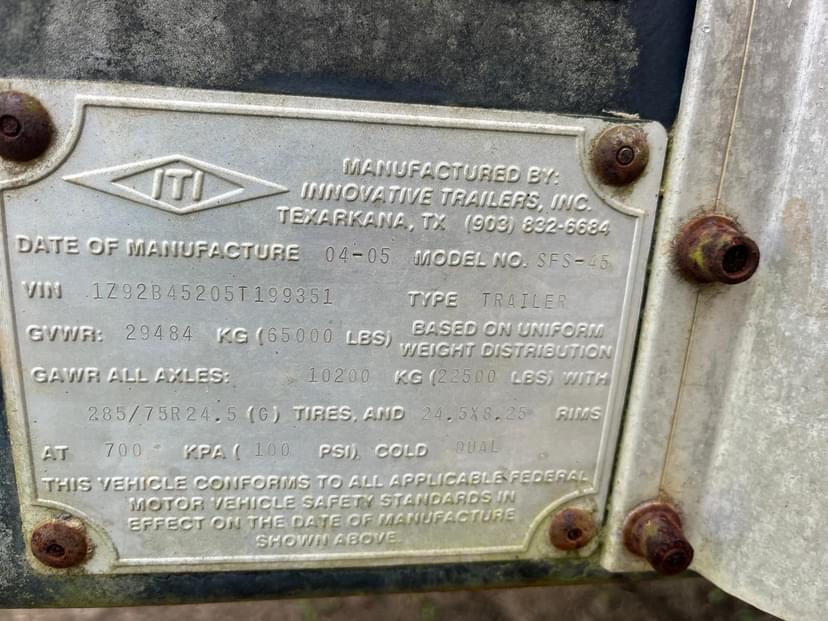 ITI
MANUFACTURED BY:
INNOVATIVE TRAILERS, INC.
TEXARKANA, TX (903) 832-6684
DATE OF MANUFACTURE 04-05 MODEL NO. SFS-45
VIN 1Z92B45205T199351 TYPE TRAILER
GVWR: 29484 KG (65000 LBS) BASED ON UNIFORM
WEIGHT DISTRIBUTION
GAWR ALL AXLES: 10200 KG (22500 LBS) WITH
285/75R24.5 (G) TIRES, AND 24.5X8.25 RIMS
AT 700 KPA ( 100 PSI), COLD DUAL
THIS VEHICLE CONFORMS TO ALL APPLICABLE FEDERAL
MOTOR VEHICLE SAFETY STANDARDS IN
EFFECT ON THE DATE OF MANUFACTURE
SHOWN ABOVE.